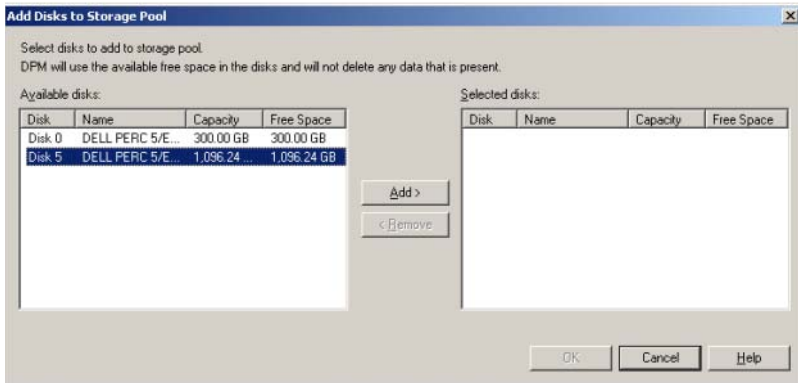 Add Disks to Storage Pool
Select disks to add to storage pool.
DPM will use the available free space in the disks and will not delete any data that is present.
Available disks:
Disk Name Capacity Free Space
Disk 0 DELL PERC 5/E... 300.00 GB 300.00 GB
Disk 5 DELL PERC 5/E... 1,096.24 ... 1,096.24 GB
Add >
< Remove
Selected disks:
Disk Name Capacity Free Space
OK Cancel Help